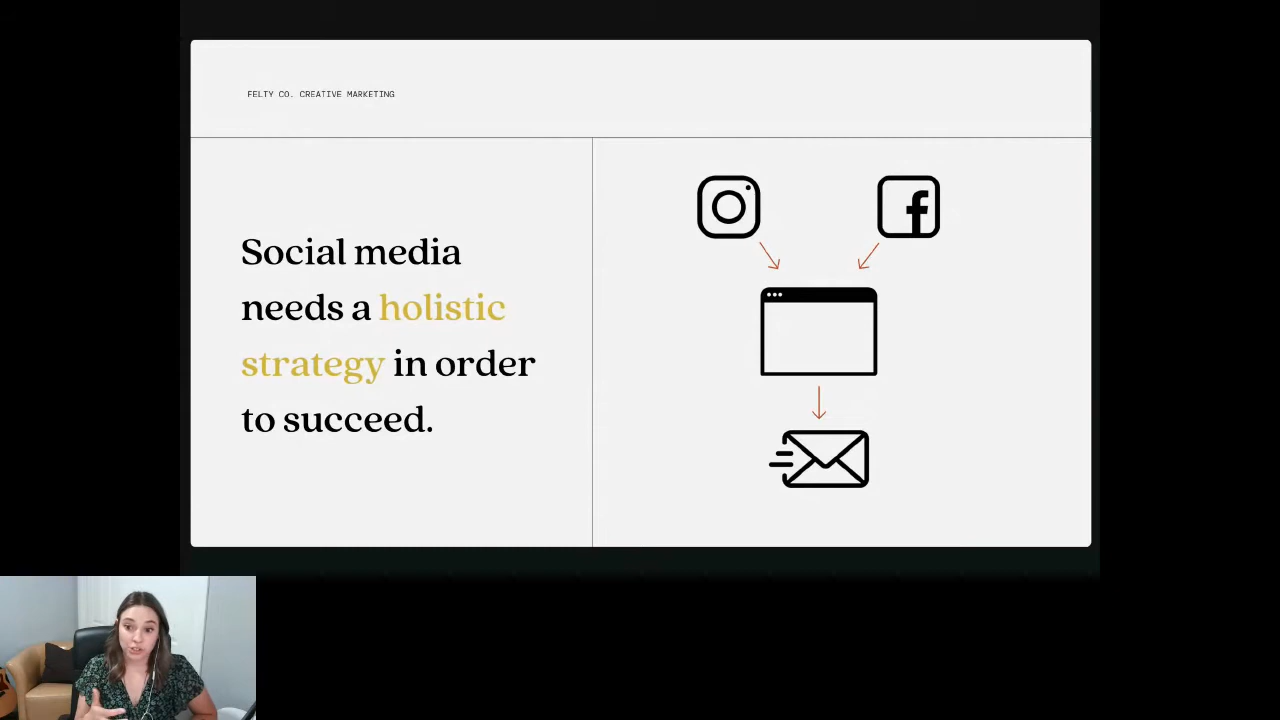 FELTY CO. CREATIVE MARKETING
Social media
needs a holistic
strategy in order
to succeed.